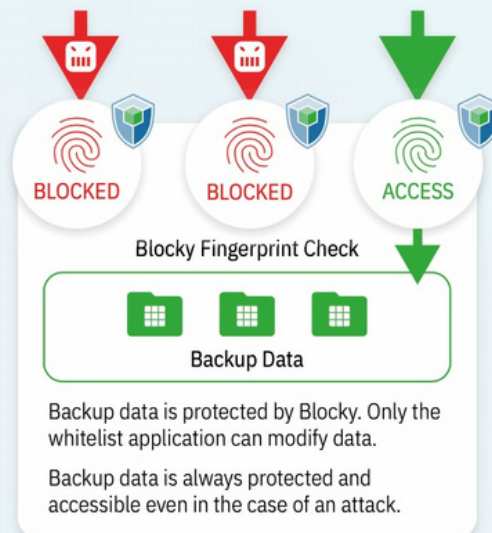 BLOCKED
BLOCKED
ACCESS
Blocky Fingerprint Check
Backup Data
Backup data is protected by Blocky. Only the
whitelist application can modify data.
Backup data is always protected and
accessible even in the case of an attack.